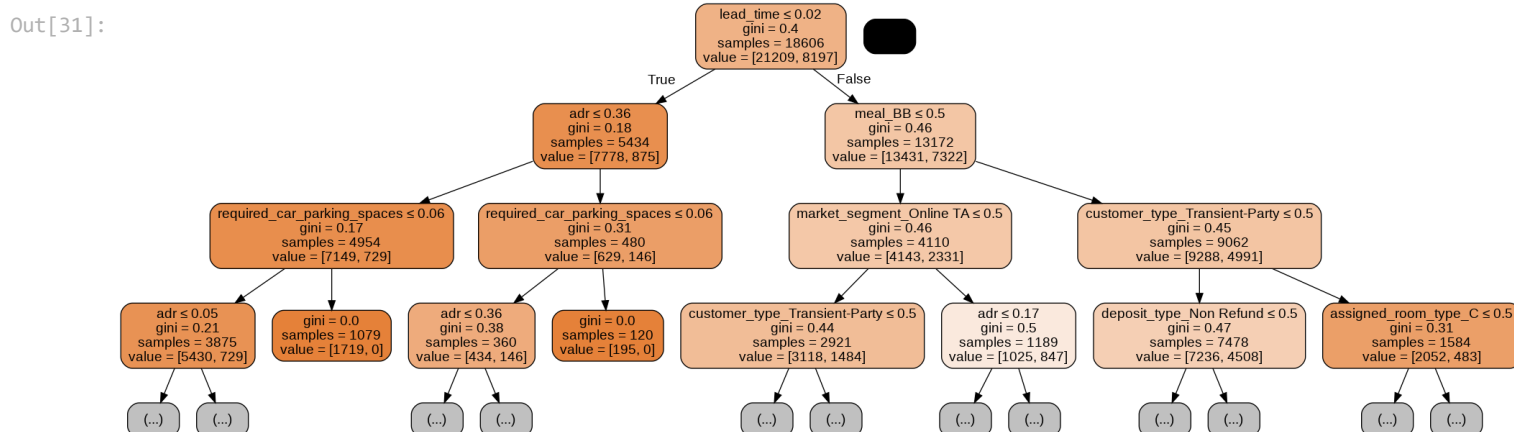 Out[31]:
lead_time ≤ 0.02
gini = 0.4
samples = 18606
value = [21209, 8197]
True
False
adr ≤ 0.36
gini = 0.18
samples = 5434
value = [7778, 875]
meal_BB ≤ 0.5
gini = 0.46
samples = 13172
value = [13431, 7322]
required_car_parking_spaces ≤ 0.06
gini = 0.17
samples = 4954
value = [7149, 729]
required_car_parking_spaces ≤ 0.06
gini = 0.31
samples = 480
value = [629, 146]
market_segment_Online TA ≤ 0.5
gini = 0.46
samples = 4110
value = [4143, 2331]
customer_type_Transient-Party ≤ 0.5
gini = 0.45
samples = 9062
value = [9288, 4991]
adr ≤ 0.05
gini = 0.21
samples = 3875
value = [5430, 729]
gini = 0.0
samples = 1079
value = [1719, 0]
adr ≤ 0.36
gini = 0.38
samples = 360
value = [434, 146]
gini = 0.0
samples = 120
value = [195, 0]
customer_type_Transient-Party ≤ 0.5
gini = 0.44
samples = 2921
value = [3118, 1484]
adr ≤ 0.17
gini = 0.5
samples = 1189
value = [1025, 847]
deposit_type_Non Refund ≤ 0.5
gini = 0.47
samples = 7478
value = [7236, 4508]
assigned_room_type_C ≤ 0.5
gini = 0.31
samples = 1584
value = [2052, 483]
(...)
(...)
(...)
(...)
(...)
(...)
(...)
(...)
(...)
(...)
(...)
(...)